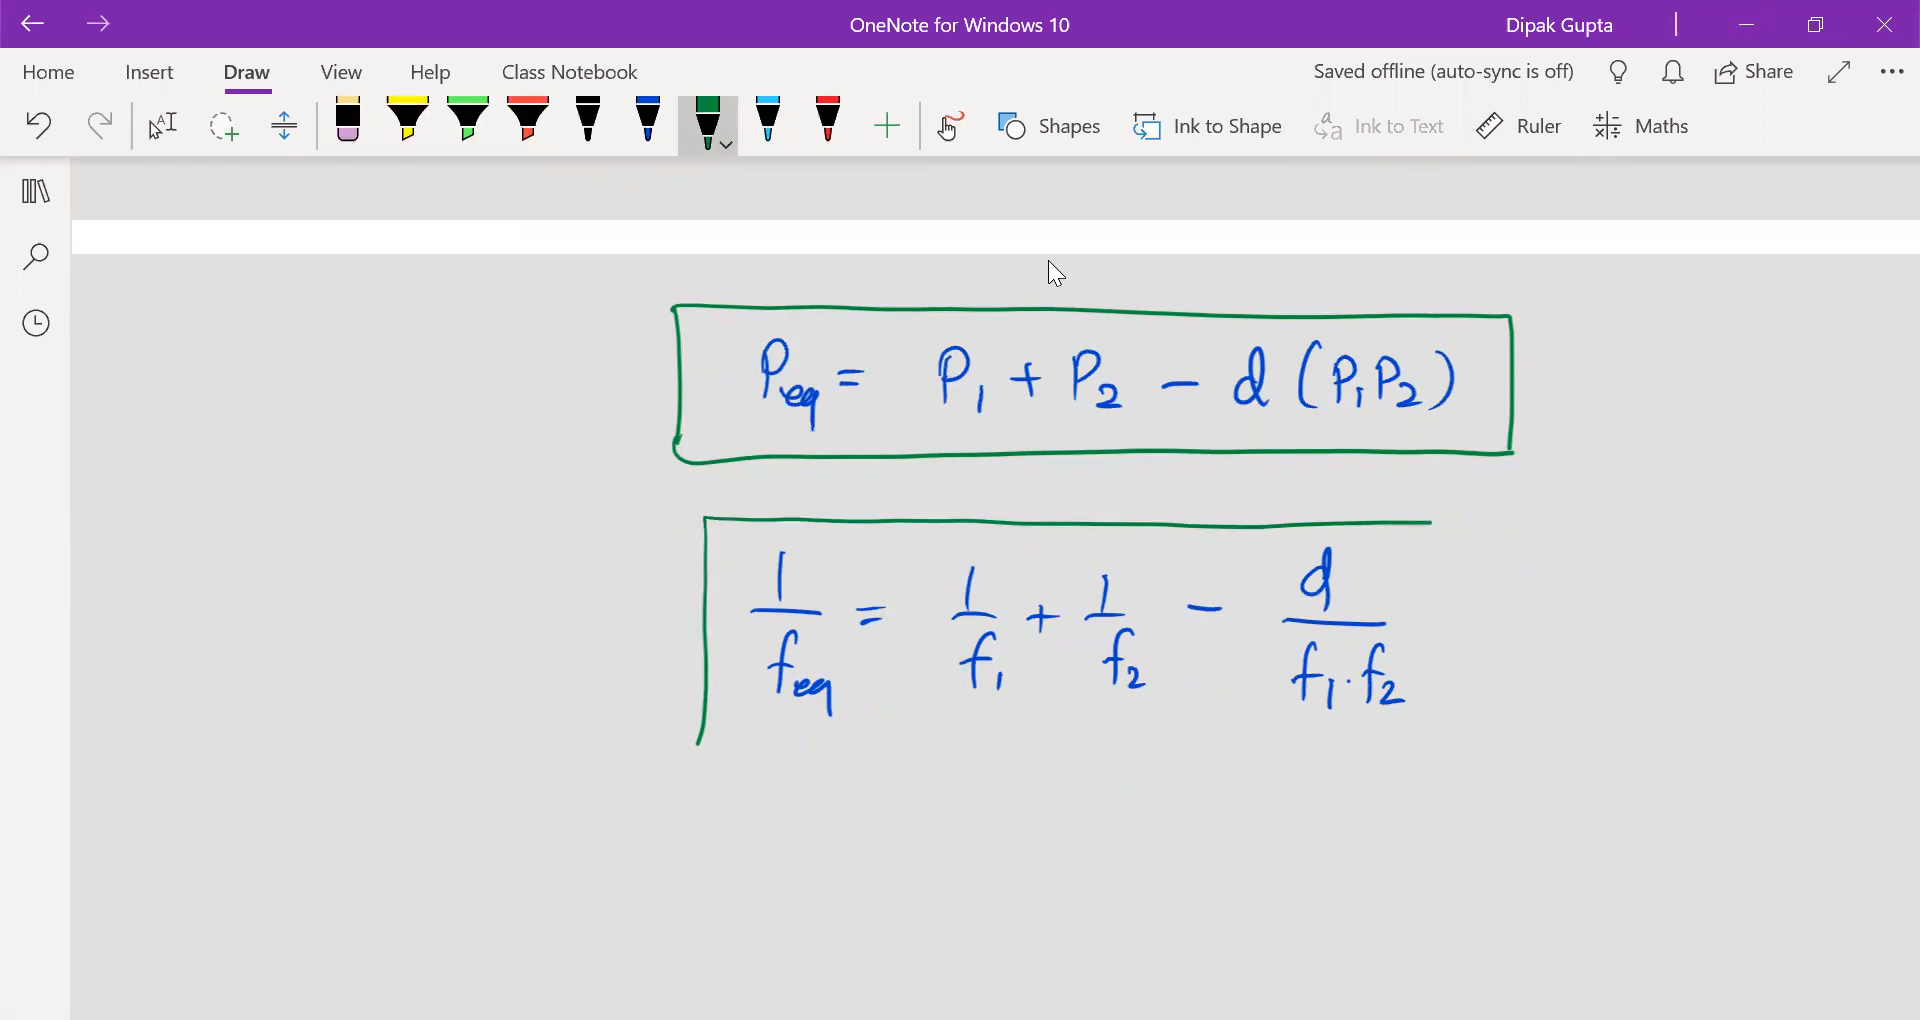 OneNote for Windows 10 Dipak Gupta
Home Insert Draw View Help Class Notebook Saved offline (auto-sync is off) Share
Shapes Ink to Shape Ink to Text Ruler Maths
P_eq = P₁ + P₂ − d (P₁P₂)
1/f_eq = 1/f₁ + 1/f₂ − d/(f₁·f₂)